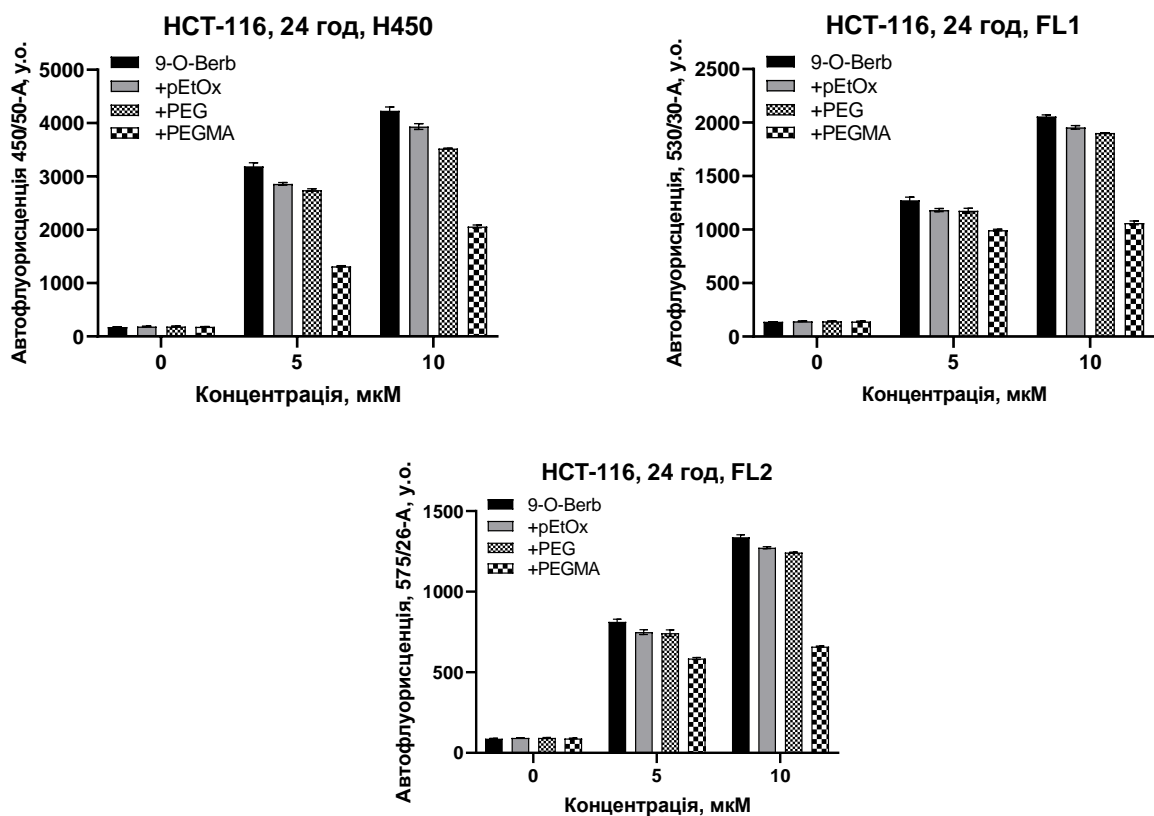 HCT-116, 24 год, H450
9-O-Berb
+pEtOx
+PEG
+PEGMA
Автофлуорисценція 450/50-A, у.о.
5000
4000
3000
2000
1000
0
0 5 10
Концентрація, мкМ
HCT-116, 24 год, FL1
9-O-Berb
+pEtOx
+PEG
+PEGMA
Автофлуорисценція, 530/30-A, у.о.
2500
2000
1500
1000
500
0
0 5 10
Концентрація, мкМ
HCT-116, 24 год, FL2
9-O-Berb
+pEtOx
+PEG
+PEGMA
Автофлуорисценція, 575/26-A, у.о.
1500
1000
500
0
0 5 10
Концентрація, мкМ